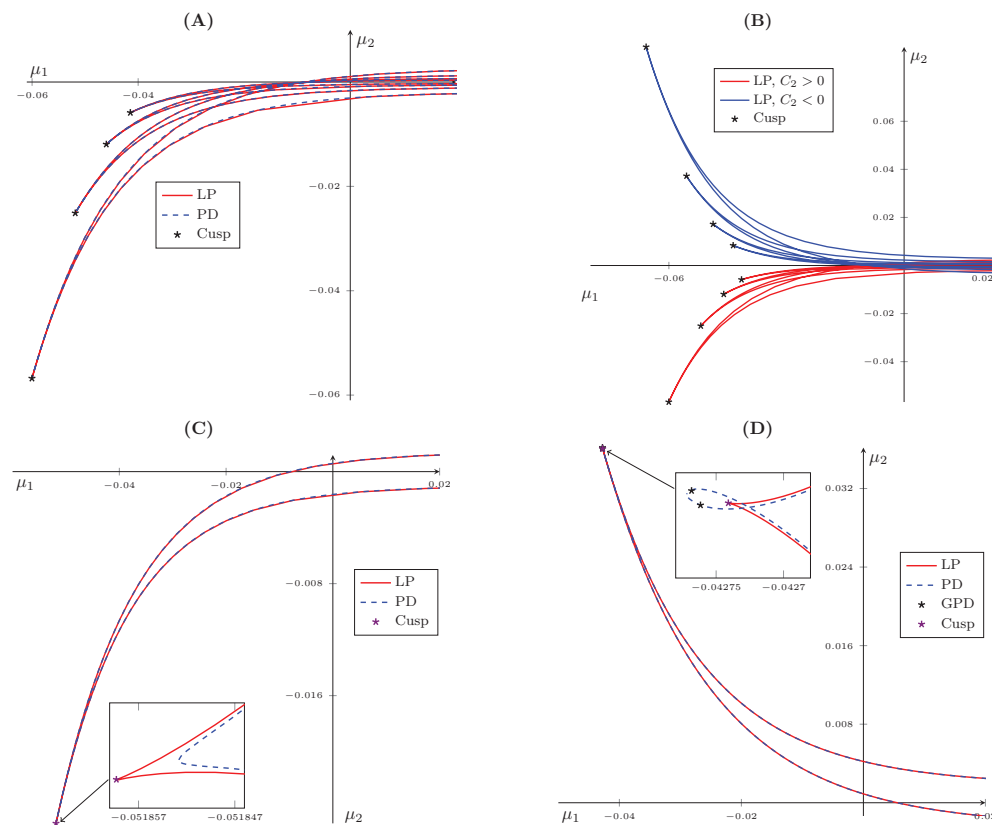 (A)
μ2
μ1
−0.06
−0.04
−0.02
−0.06
LP
PD
Cusp
(B)
μ2
LP, C2 > 0
LP, C2 < 0
Cusp
0.06
0.04
0.02
−0.06
0.02
μ1
−0.02
−0.04
(C)
μ1
−0.04
−0.02
0.02
−0.008
−0.016
LP
PD
Cusp
−0.051857
−0.051847
μ2
(D)
μ2
0.032
0.024
0.016
0.008
−0.04275
−0.0427
LP
PD
GPD
Cusp
μ1
−0.04
−0.02